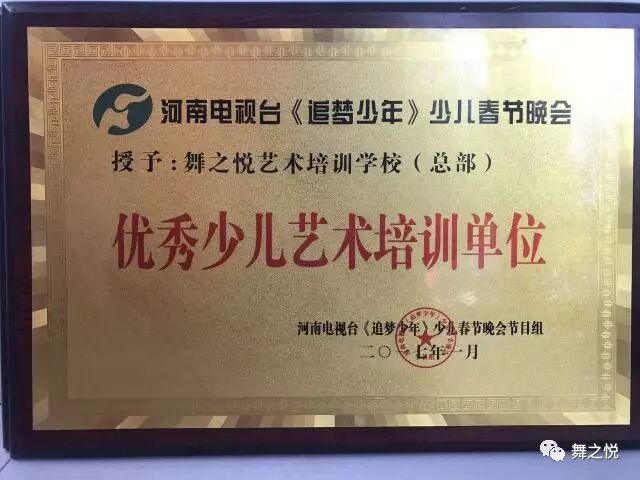 河南电视台《追梦少年》少儿春节晚会
授予:舞之悦艺术培训学校(总部)
优秀少儿艺术培训单位
河南电视台《追梦少年》少儿春节晚会节目组
二〇一七年一月
舞之悦